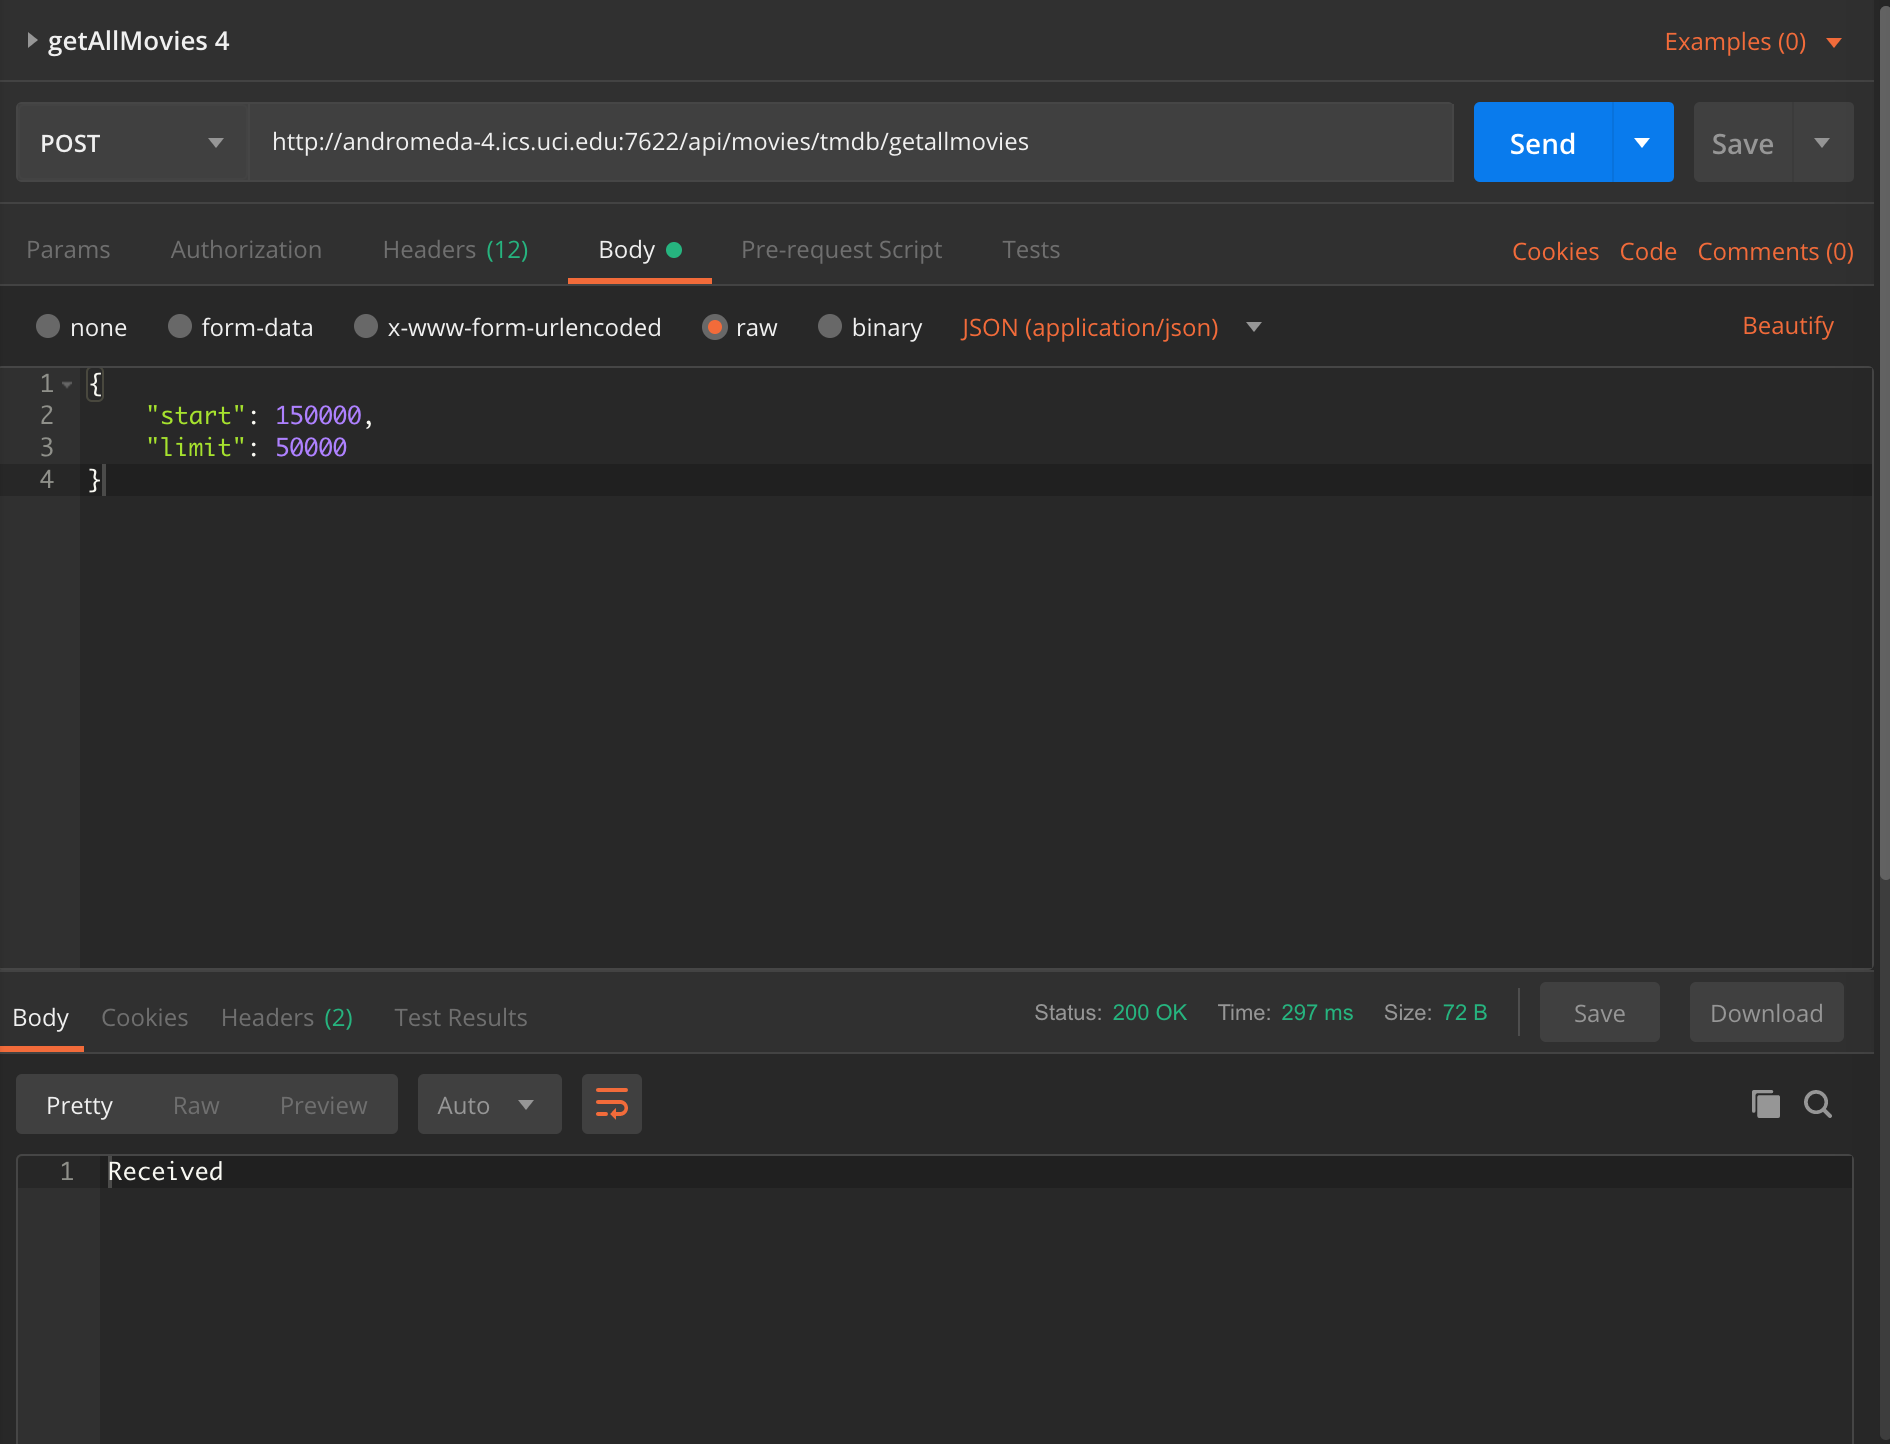 getAllMovies 4
Examples (0)
POST
http://andromeda-4.ics.uci.edu:7622/api/movies/tmdb/getallmovies
Send
Save
Params Authorization Headers (12) Body Pre-request Script Tests
Cookies Code Comments (0)
none form-data x-www-form-urlencoded raw binary JSON (application/json)
Beautify
1 {
2 "start": 150000,
3 "limit": 50000
4 }
Body Cookies Headers (2) Test Results
Status: 200 OK Time: 297 ms Size: 72 B
Save
Download
Pretty Raw Preview
Auto
1 Received